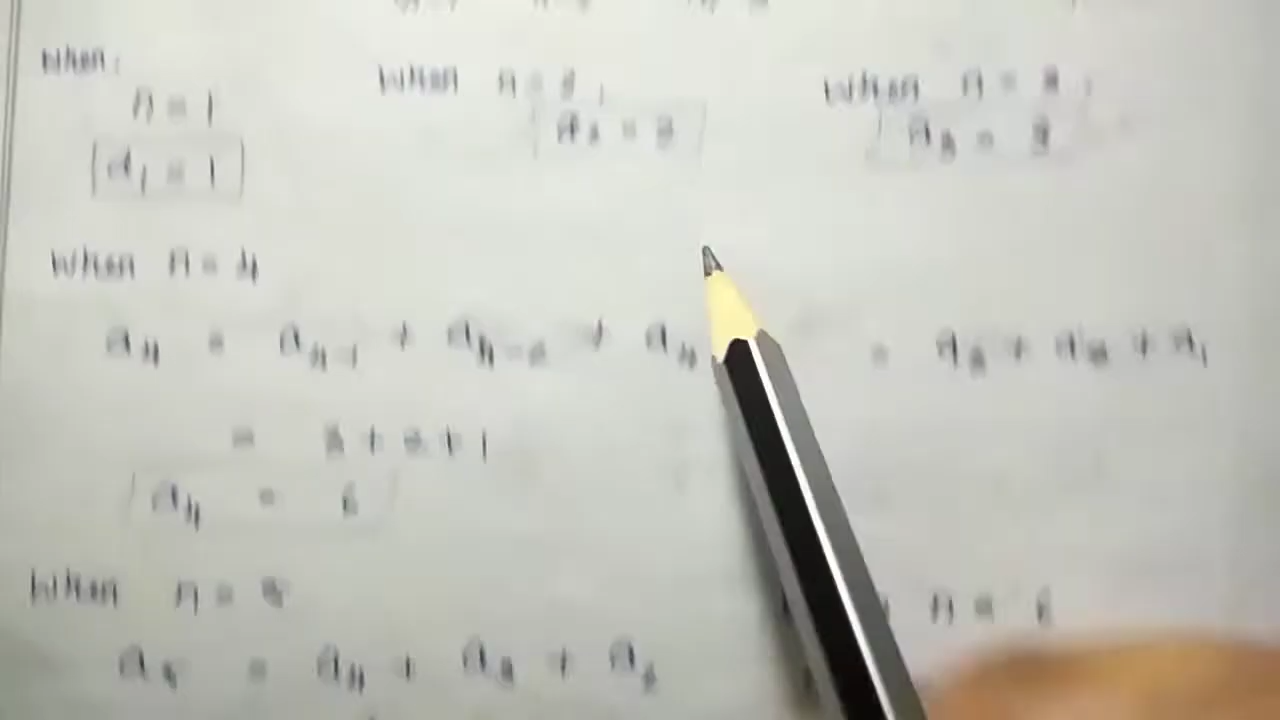 When,
n = 1
a₁ = 1
When n = 2,
a₂ = 2
When n = 3,
a₃ = 3
When n = 4
a₄ = a₄₋₁ + a₄₋₂ + a₄ = a₃ + a₂ + a₁
= 3 + 2 + 1
a₄ = 6
When n = 5
n = 6
a₅ = a₄ + a₃ + a₂